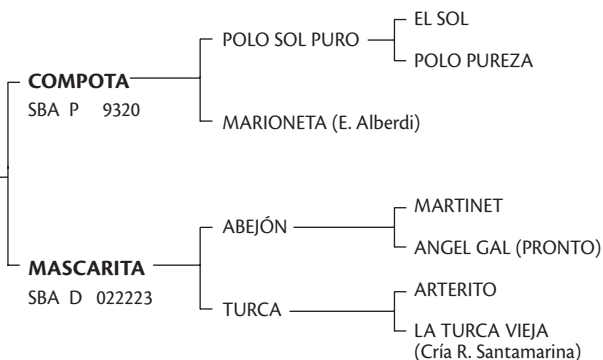 EL SOL
POLO SOL PURO
POLO PUREZA
COMPOTA
SBA P 9320
MARIONETA (E. Alberdi)
MARTINET
ABEJÓN
ANGEL GAL (PRONTO)
MASCARITA
SBA D 022223
ARTERITO
TURCA
LA TURCA VIEJA
(Cría R. Santamarina)